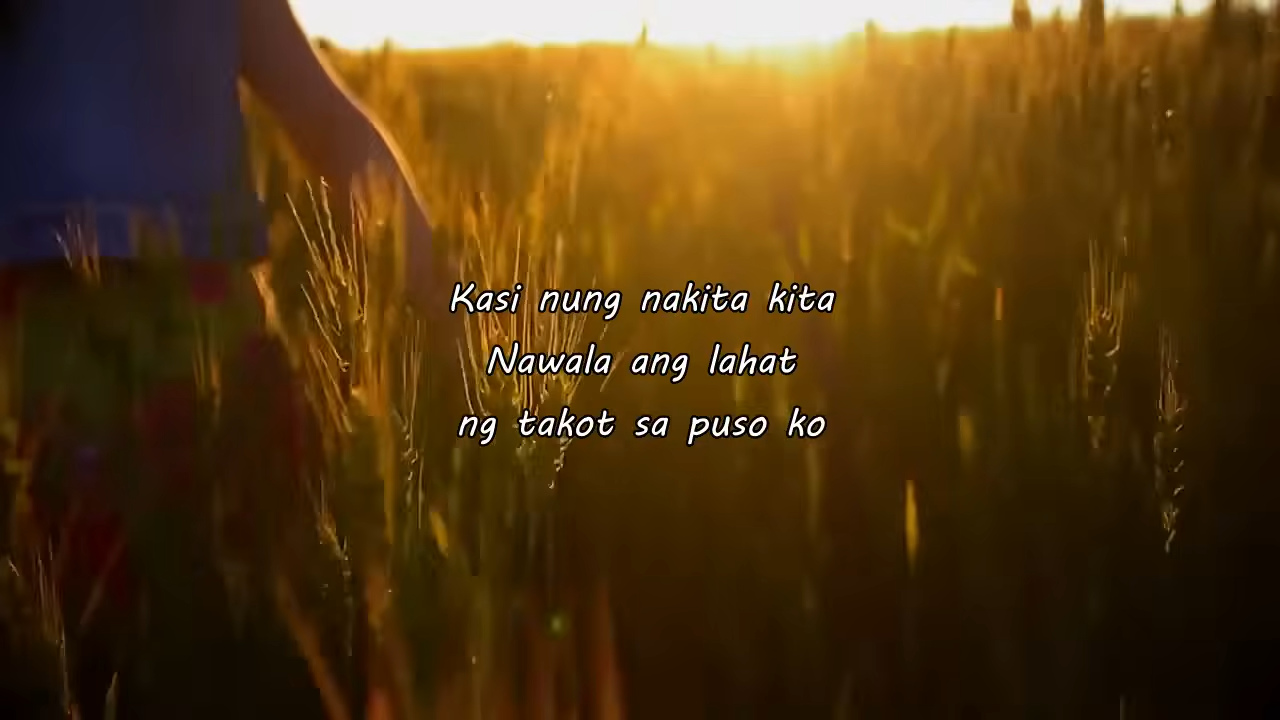 Kasi nung nakita kita
Nawala ang lahat
ng takot sa puso ko